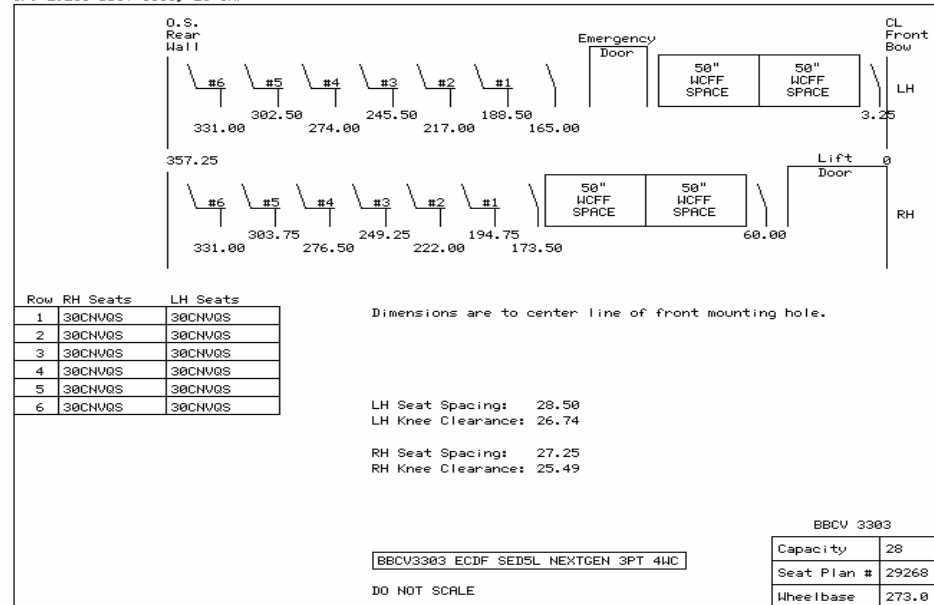 O.S.
Rear
Wall
CL
Front
Bow
Emergency
Door
50"
WCFF
SPACE
50"
WCFF
SPACE
#6 #5 #4 #3 #2 #1
LH
302.50 245.50 188.50 3.25
331.00 274.00 217.00 165.00
357.25
Lift 0
Door
50"
WCFF
SPACE
50"
WCFF
SPACE
#6 #5 #4 #3 #2 #1
RH
303.75 249.25 194.75 60.00
331.00 276.50 222.00 173.50
Row RH Seats LH Seats
1 30CNVQS 30CNVQS
2 30CNVQS 30CNVQS
3 30CNVQS 30CNVQS
4 30CNVQS 30CNVQS
5 30CNVQS 30CNVQS
6 30CNVQS 30CNVQS
Dimensions are to center line of front mounting hole.
LH Seat Spacing: 28.50
LH Knee Clearance: 26.74
RH Seat Spacing: 27.25
RH Knee Clearance: 25.49
BBCV3303 ECDF SED5L NEXTGEN 3PT 4WC
DO NOT SCALE
BBCV 3303
Capacity 28
Seat Plan # 29268
Wheelbase 273.0